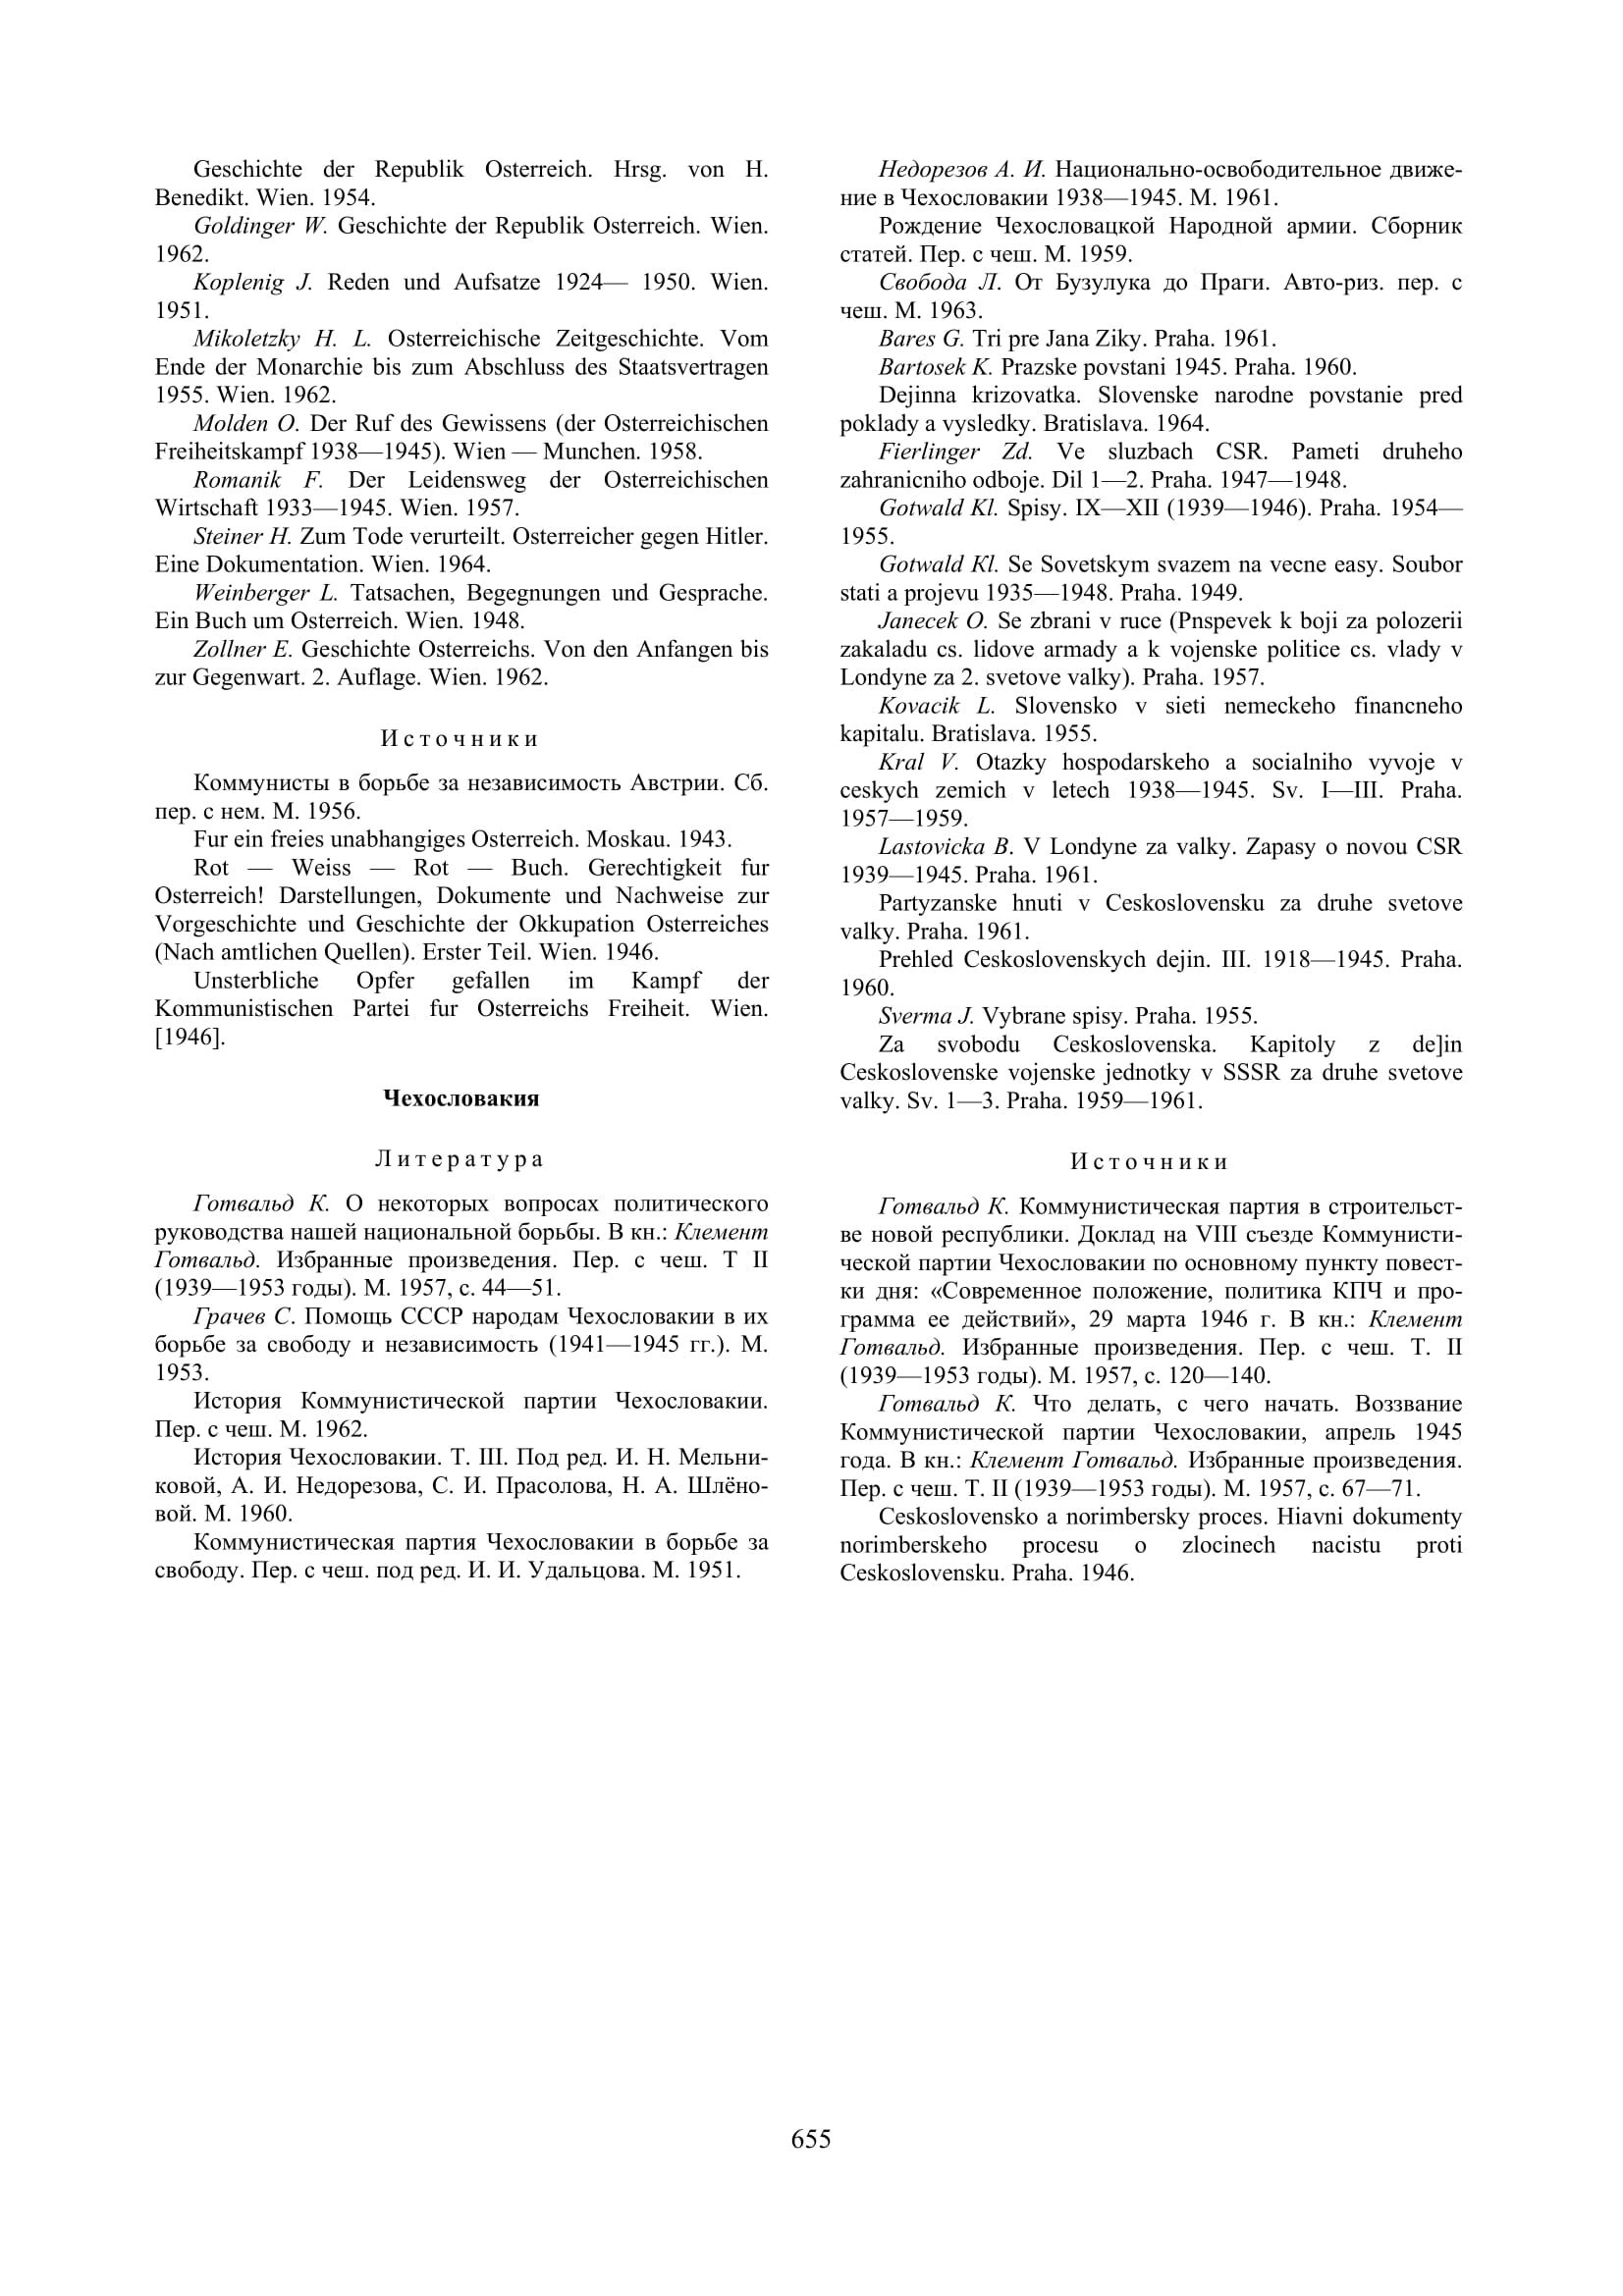 Geschichte der Republik Osterreich. Hrsg. von H.
Benedikt. Wien. 1954.
Goldinger W. Geschichte der Republik Osterreich. Wien.
1962.
Koplenig J. Reden und Aufsatze 1924— 1950. Wien.
1951.
Mikoletzky H. L. Osterreichische Zeitgeschichte. Vom
Ende der Monarchie bis zum Abschluss des Staatsvertragen
1955. Wien. 1962.
Molden O. Der Ruf des Gewissens (der Osterreichischen
Freiheitskampf 1938—1945). Wien — Munchen. 1958.
Romanik F. Der Leidensweg der Osterreichischen
Wirtschaft 1933—1945. Wien. 1957.
Steiner H. Zum Tode verurteilt. Osterreicher gegen Hitler.
Eine Dokumentation. Wien. 1964.
Weinberger L. Tatsachen, Begegnungen und Gesprache.
Ein Buch um Osterreich. Wien. 1948.
Zollner E. Geschichte Osterreichs. Von den Anfangen bis
zur Gegenwart. 2. Auflage. Wien. 1962.
Источники
Коммунисты в борьбе за независимость Австрии. Сб.
пер. с нем. М. 1956.
Fur ein freies unabhangiges Osterreich. Moskau. 1943.
Rot — Weiss — Rot — Buch. Gerechtigkeit fur
Osterreich! Darstellungen, Dokumente und Nachweise zur
Vorgeschichte und Geschichte der Okkupation Osterreiches
(Nach amtlichen Quellen). Erster Teil. Wien. 1946.
Unsterbliche Opfer gefallen im Kampf der
Kommunistischen Partei fur Osterreichs Freiheit. Wien.
[1946].
Чехословакия
Литература
Готвальд К. О некоторых вопросах политического
руководства нашей национальной борьбы. В кн.: Клемент
Готвальд. Избранные произведения. Пер. с чеш. Т II
(1939—1953 годы). М. 1957, с. 44—51.
Грачев С. Помощь СССР народам Чехословакии в их
борьбе за свободу и независимость (1941—1945 гг.). М.
1953.
История Коммунистической партии Чехословакии.
Пер. с чеш. М. 1962.
История Чехословакии. Т. III. Под ред. И. Н. Мельни-
ковой, А. И. Недорезова, С. И. Прасолова, Н. А. Шлёно-
вой. М. 1960.
Коммунистическая партия Чехословакии в борьбе за
свободу. Пер. с чеш. под ред. И. И. Удальцова. М. 1951.
Недорезов А. И. Национально-освободительное движе-
ние в Чехословакии 1938—1945. М. 1961.
Рождение Чехословацкой Народной армии. Сборник
статей. Пер. с чеш. М. 1959.
Свобода Л. От Бузулука до Праги. Авто-риз. пер. с
чеш. М. 1963.
Bares G. Tri pre Jana Ziky. Praha. 1961.
Bartosek K. Prazske povstani 1945. Praha. 1960.
Dejinna krizovatka. Slovenske narodne povstanie pred
poklady a vysledky. Bratislava. 1964.
Fierlinger Zd. Ve sluzbach CSR. Pameti druheho
zahranicniho odboje. Dil 1—2. Praha. 1947—1948.
Gotwald Kl. Spisy. IX—XII (1939—1946). Praha. 1954—
1955.
Gotwald Kl. Se Sovetskym svazem na vecne easy. Soubor
stati a projevu 1935—1948. Praha. 1949.
Janecek O. Se zbrani v ruce (Pnspevek k boji za polozerii
zakaladu cs. lidove armady a k vojenske politice cs. vlady v
Londyne za 2. svetove valky). Praha. 1957.
Kovacik L. Slovensko v sieti nemeckeho financneho
kapitalu. Bratislava. 1955.
Kral V. Otazky hospodarskeho a socialniho vyvoje v
ceskych zemich v letech 1938—1945. Sv. I—III. Praha.
1957—1959.
Lastovicka B. V Londyne za valky. Zapasy o novou CSR
1939—1945. Praha. 1961.
Partyzanske hnuti v Ceskoslovensku za druhe svetove
valky. Praha. 1961.
Prehled Ceskoslovenskych dejin. III. 1918—1945. Praha.
1960.
Sverma J. Vybrane spisy. Praha. 1955.
Za svobodu Ceskoslovenska. Kapitoly z de]in
Ceskoslovenske vojenske jednotky v SSSR za druhe svetove
valky. Sv. 1—3. Praha. 1959—1961.
Источники
Готвальд К. Коммунистическая партия в строительст-
ве новой республики. Доклад на VIII съезде Коммунисти-
ческой партии Чехословакии по основному пункту повест-
ки дня: «Современное положение, политика КПЧ и про-
грамма ее действий», 29 марта 1946 г. В кн.: Клемент
Готвальд. Избранные произведения. Пер. с чеш. Т. II
(1939—1953 годы). М. 1957, с. 120—140.
Готвальд К. Что делать, с чего начать. Воззвание
Коммунистической партии Чехословакии, апрель 1945
года. В кн.: Клемент Готвальд. Избранные произведения.
Пер. с чеш. Т. II (1939—1953 годы). М. 1957, с. 67—71.
Ceskoslovensko a norimbersky proces. Hiavni dokumenty
norimberskeho procesu o zlocinech nacistu proti
Ceskoslovensku. Praha. 1946.
655